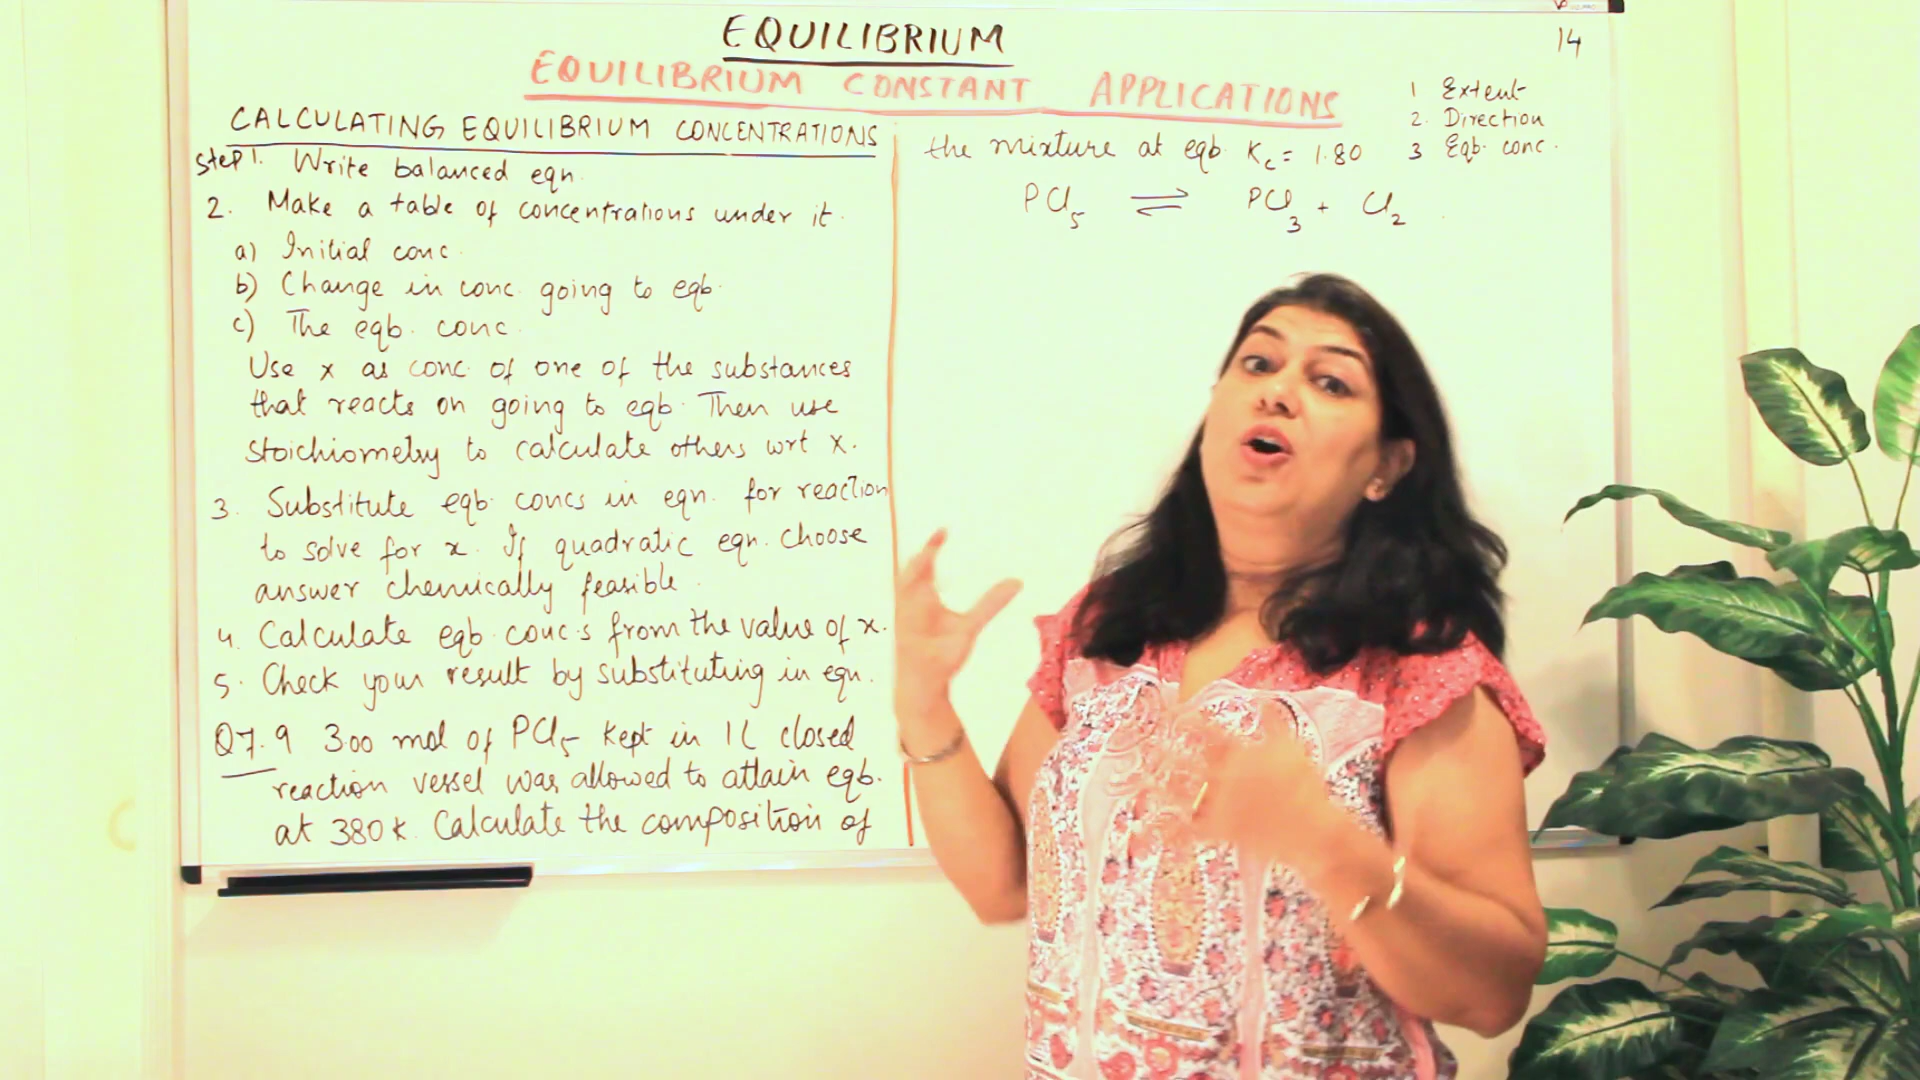 EQUILIBRIUM
14
EQUILIBRIUM CONSTANT APPLICATIONS
1 Extent
2. Direction
3 Eqb. conc.
CALCULATING EQUILIBRIUM CONCENTRATIONS
Step 1. Write balanced eqn.
2. Make a table of concentrations under it.
a) Initial conc.
b) Change in conc. going to eqb.
c) The eqb. conc.
Use x as conc. of one of the substances
that reacts on going to eqb. Then use
stoichiometry to calculate others wrt x.
3. Substitute eqb. concs in eqn. for reaction
to solve for x. If quadratic eqn. choose
answer chemically feasible.
4. Calculate eqb. conc.s from the value of x.
5. Check your result by substituting in eqn.
Q7.9 3.00 mol of PCl5 kept in 1L closed
reaction vessel was allowed to attain eqb.
at 380K. Calculate the composition of
the mixture at eqb. Kc = 1.80
PCl5 ⇌ PCl3 + Cl2